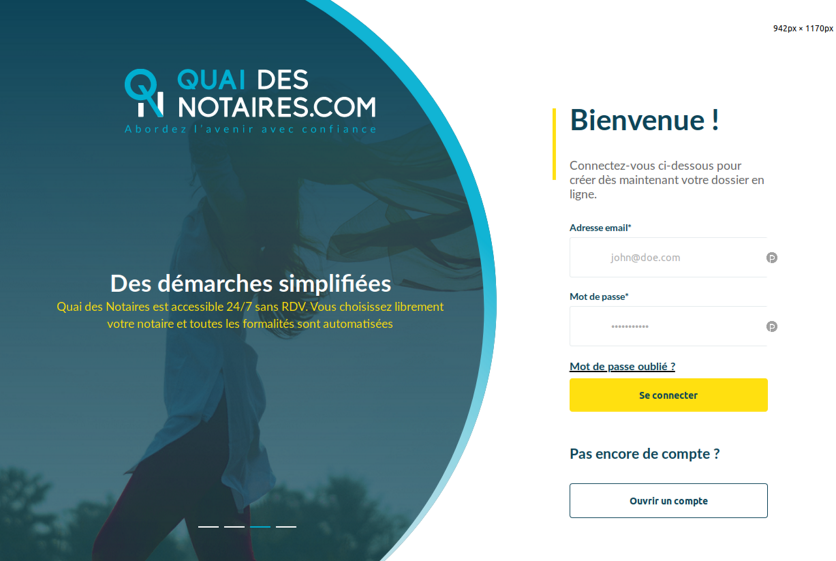 QUAI DES
NOTAIRES.COM
Abordez l'avenir avec confiance
Des démarches simplifiées
Quai des Notaires est accessible 24/7 sans RDV. Vous choisissez librement
votre notaire et toutes les formalités sont automatisées
942px × 1170px
Bienvenue !
Connectez-vous ci-dessous pour
créer dès maintenant votre dossier en
ligne.
Adresse email*
john@doe.com
Mot de passe*
•••••••••••
Mot de passe oublié ?
Se connecter
Pas encore de compte ?
Ouvrir un compte